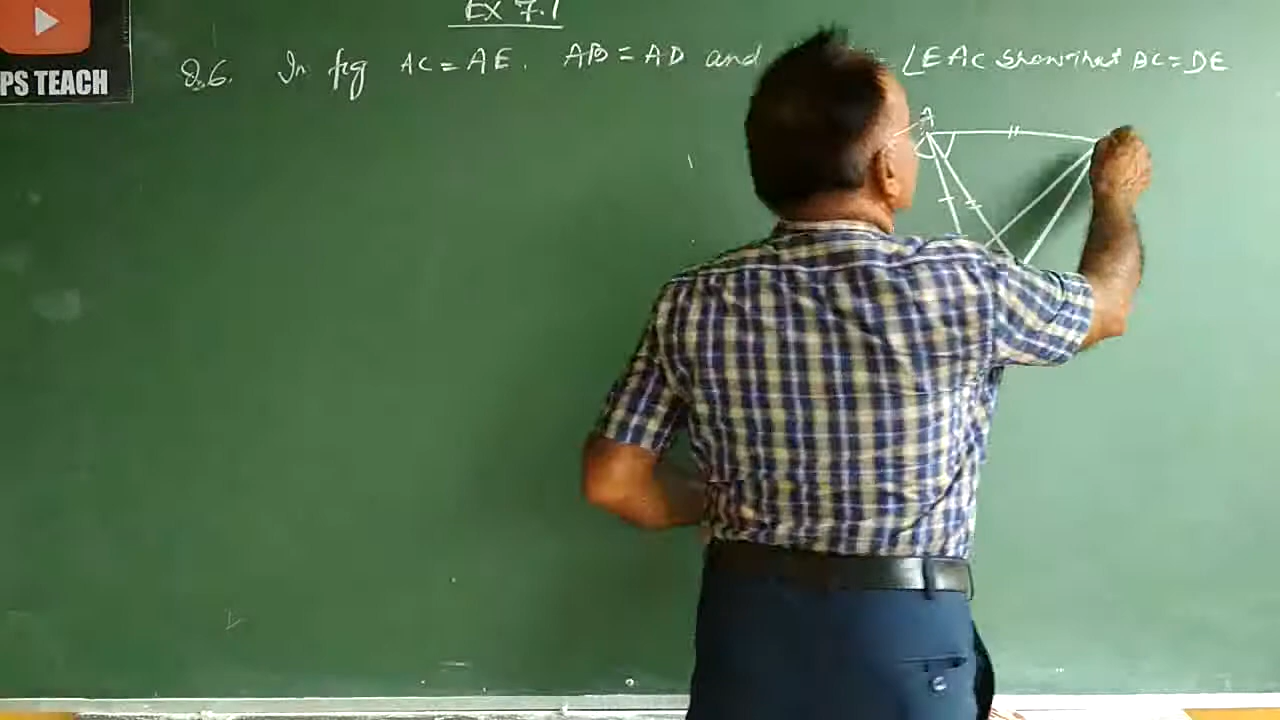 Ex 7.1
PS TEACH
Q.6. In fig AC = AE. AB = AD and ∠EAC Show that BC = DE
A